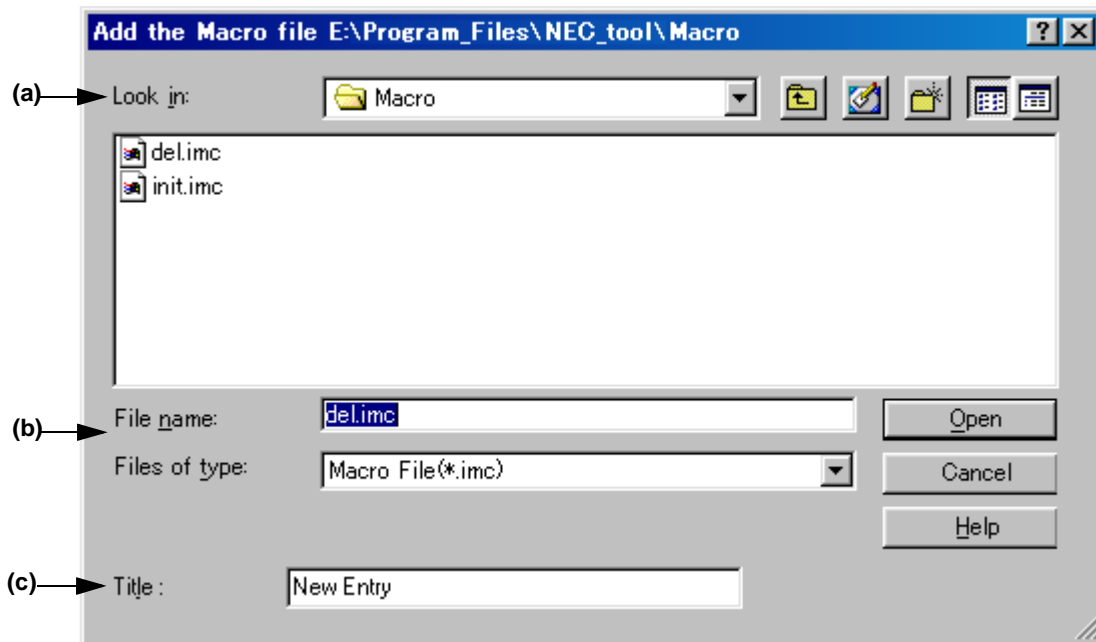 Add the Macro file E:\Program_Files\NEC_tool\Macro
(a) Look in: Macro
del.imc
init.imc
(b) File name: del.imc Open
Files of type: Macro File(*.imc) Cancel
Help
(c) Title : New Entry